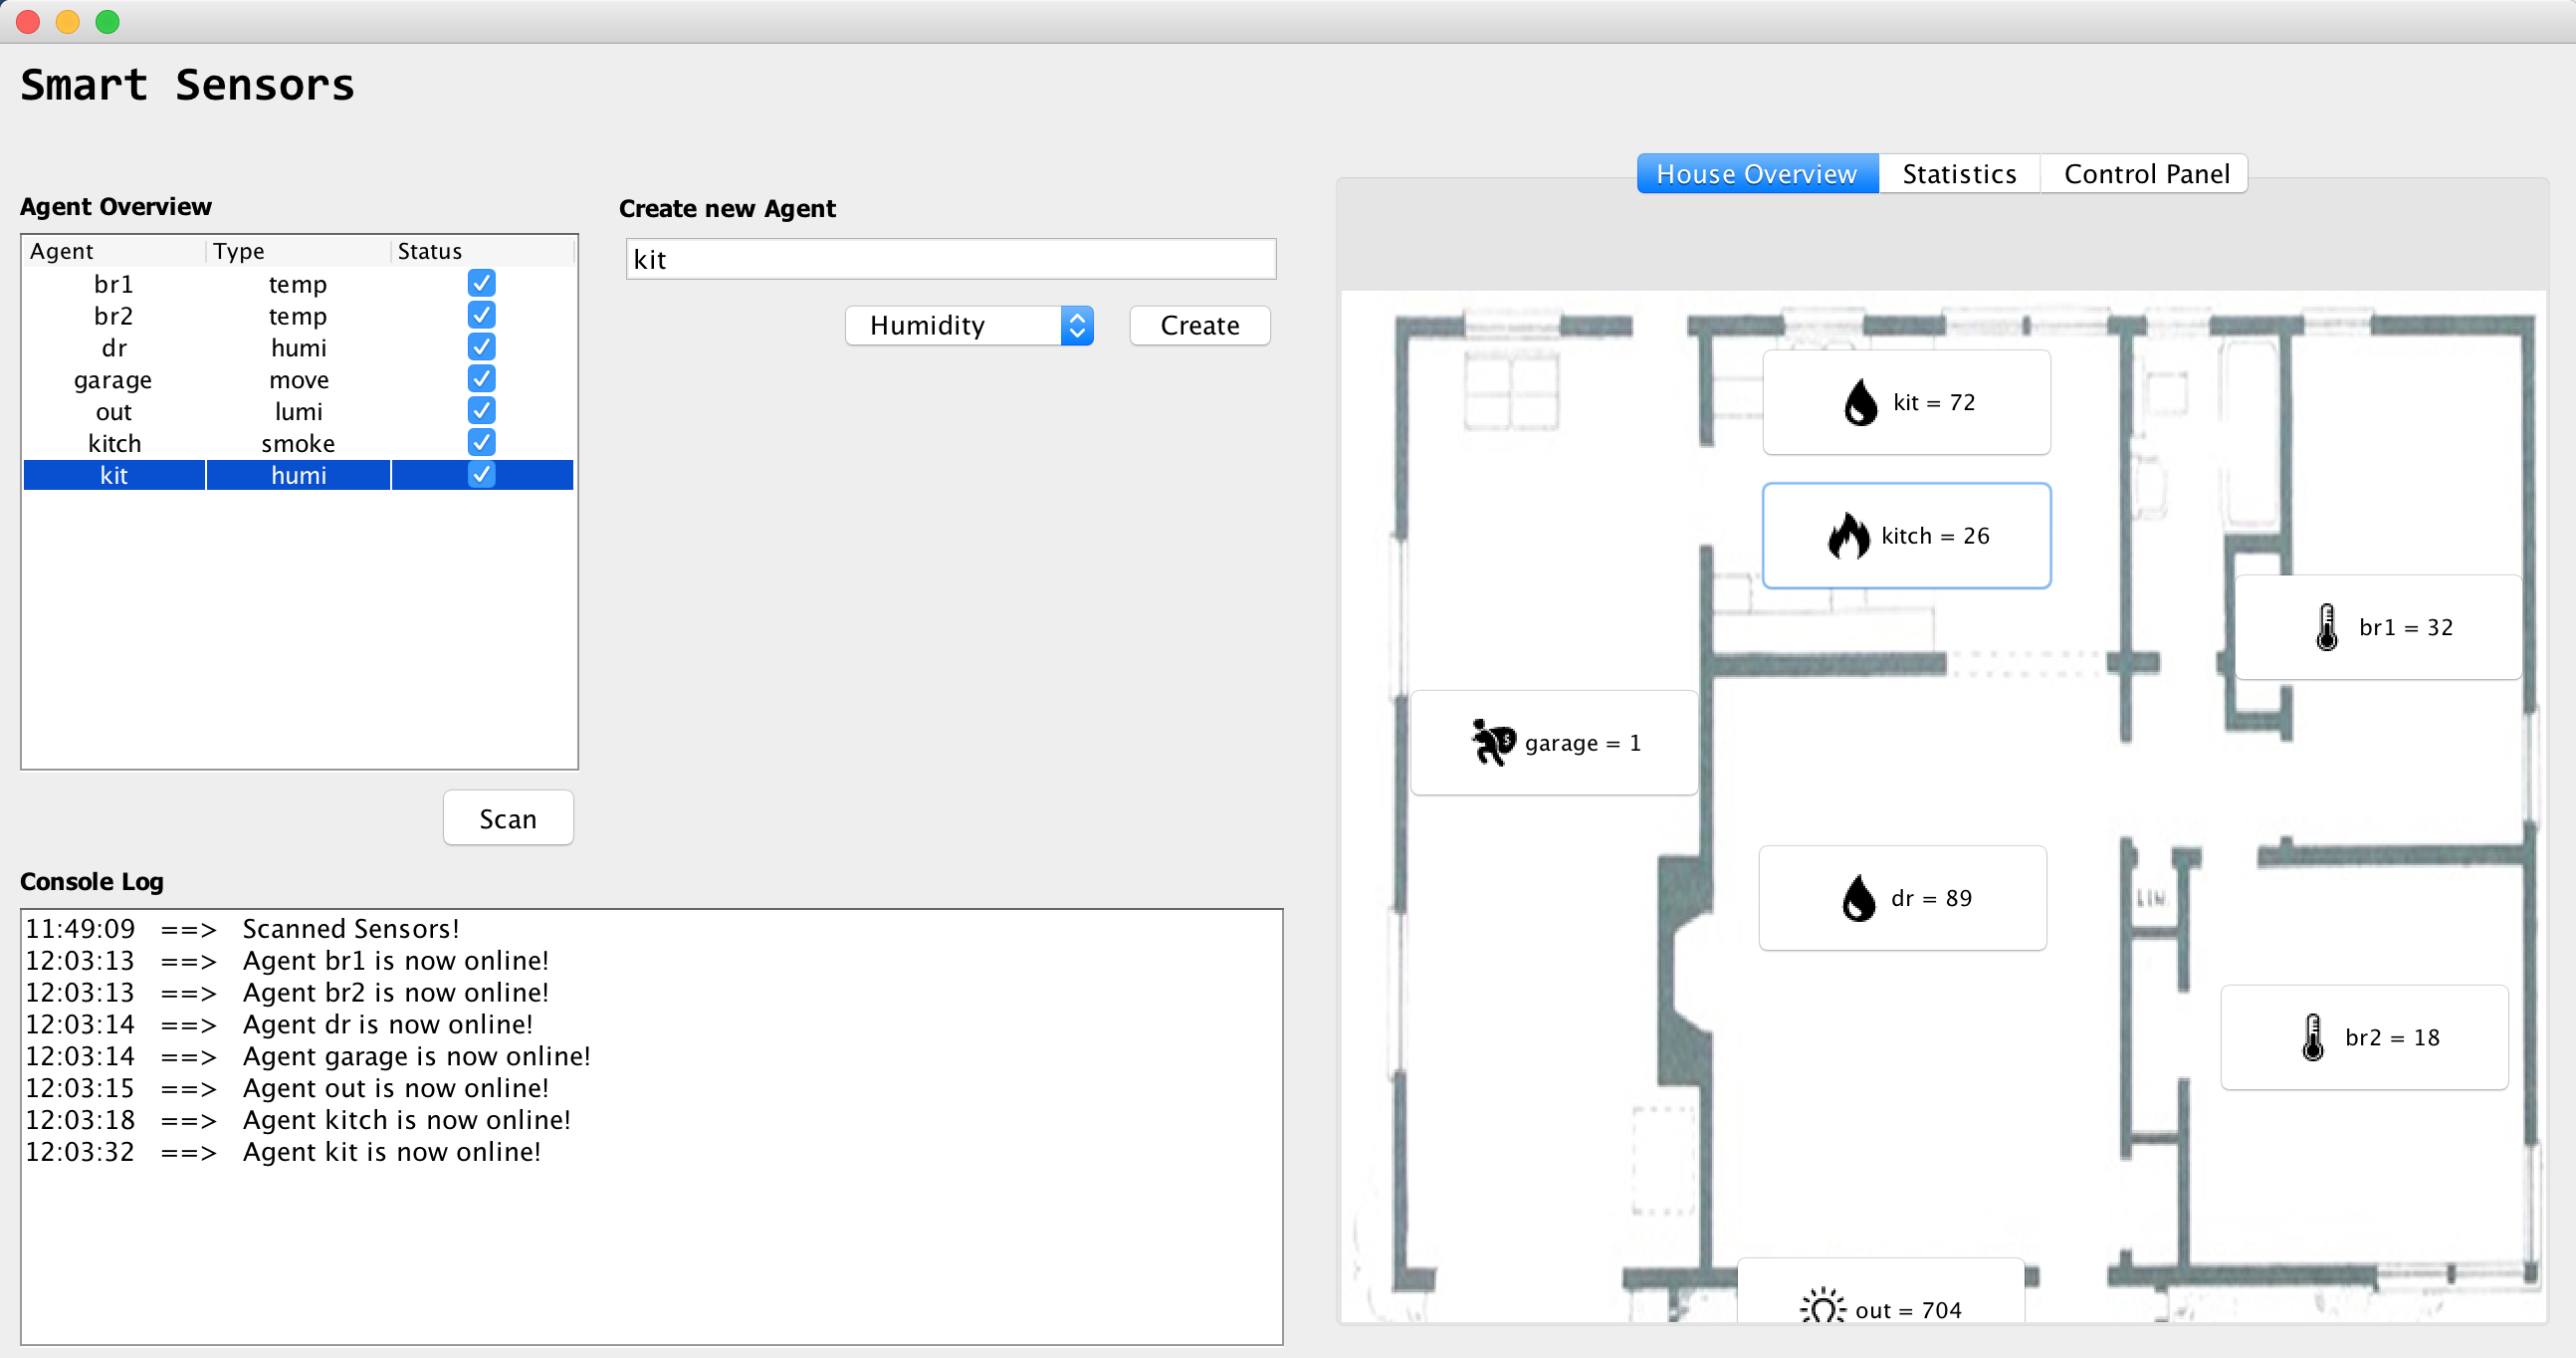 Smart Sensors
Agent Overview
Agent Type Status
br1 temp
br2 temp
dr humi
garage move
out lumi
kitch smoke
kit humi
Scan
Create new Agent
kit
Humidity Create
Console Log
11:49:09 ==> Scanned Sensors!
12:03:13 ==> Agent br1 is now online!
12:03:13 ==> Agent br2 is now online!
12:03:14 ==> Agent dr is now online!
12:03:14 ==> Agent garage is now online!
12:03:15 ==> Agent out is now online!
12:03:18 ==> Agent kitch is now online!
12:03:32 ==> Agent kit is now online!
House Overview Statistics Control Panel
kit = 72
kitch = 26
br1 = 32
garage = 1
dr = 89
LIN.
br2 = 18
out = 704